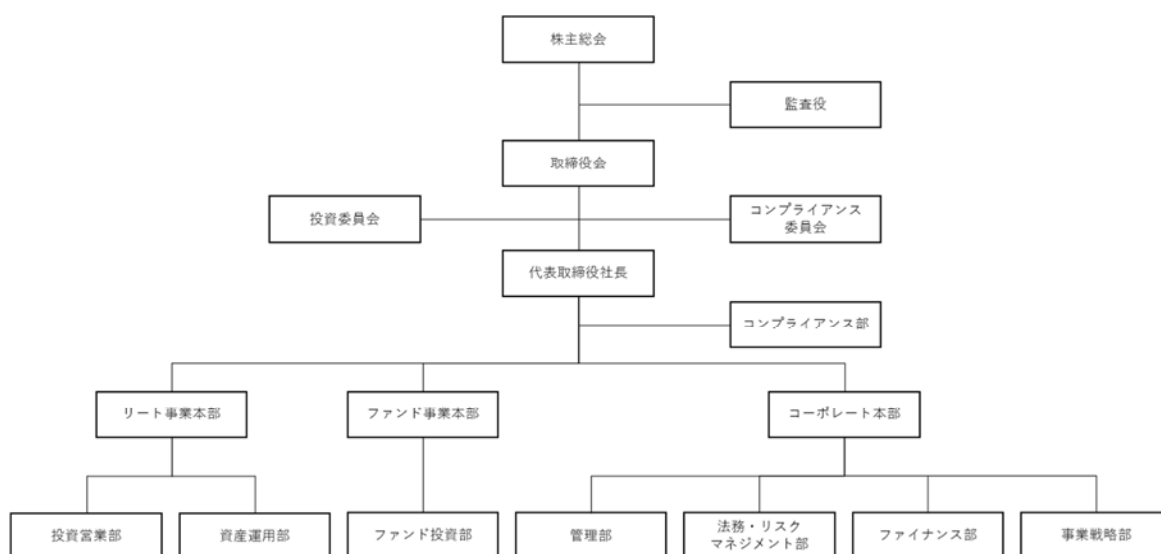 株主総会
監査役
取締役会
投資委員会
コンプライアンス
委員会
代表取締役社長
コンプライアンス部
リート事業本部
ファンド事業本部
コーポレート本部
投資営業部
資産運用部
ファンド投資部
管理部
法務・リスク
マネジメント部
ファイナンス部
事業戦略部